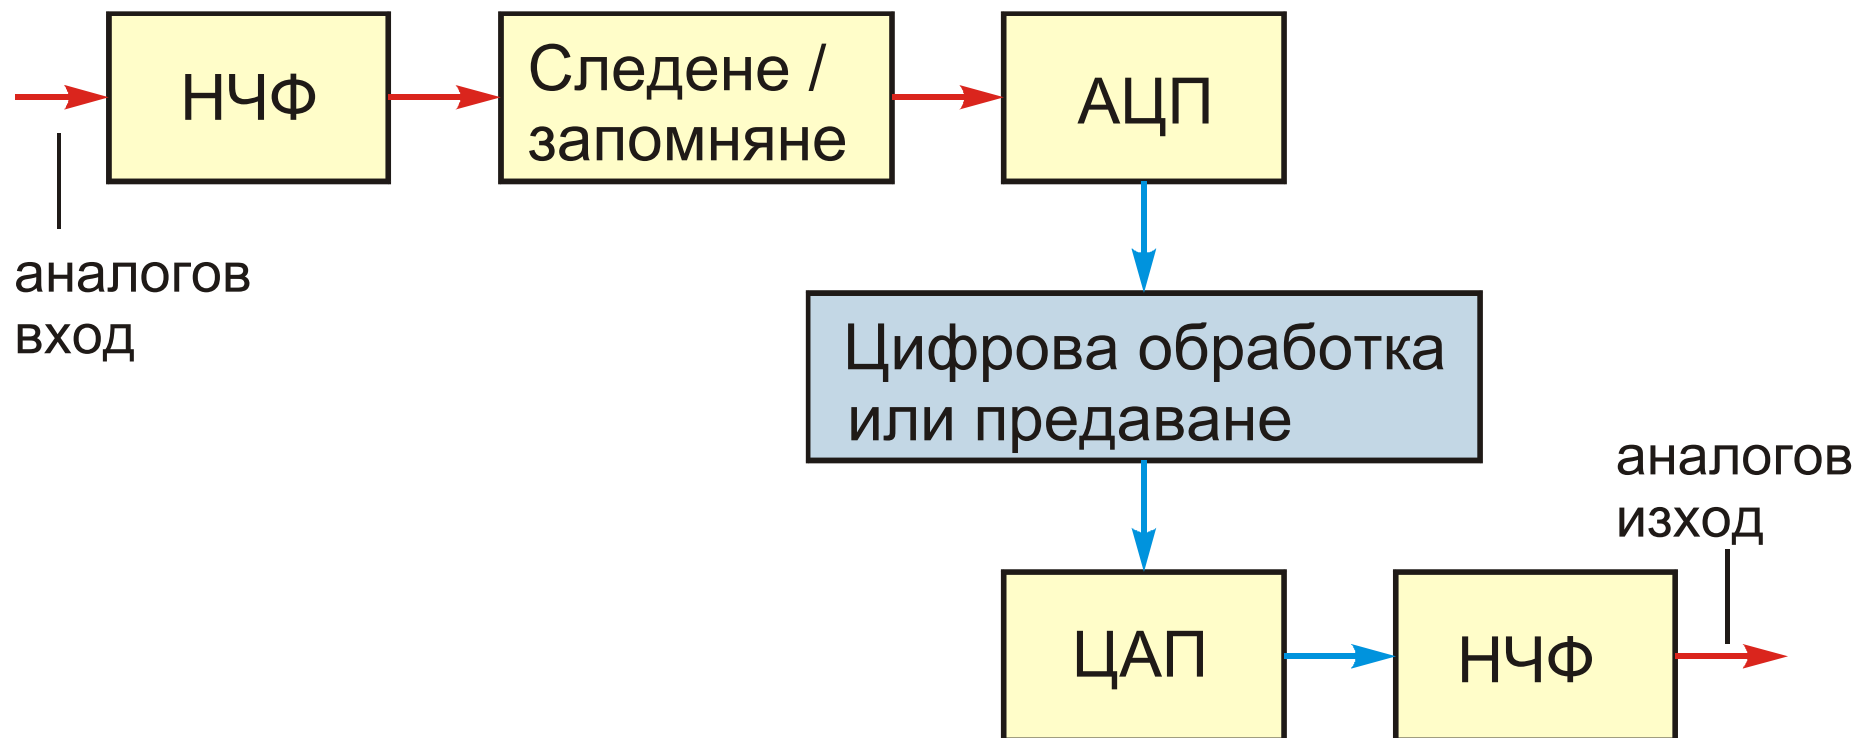 НЧФ
Следене /
запомняне
АЦП
аналогов
вход
Цифрова обработка
или предаване
аналогов
изход
ЦАП
НЧФ